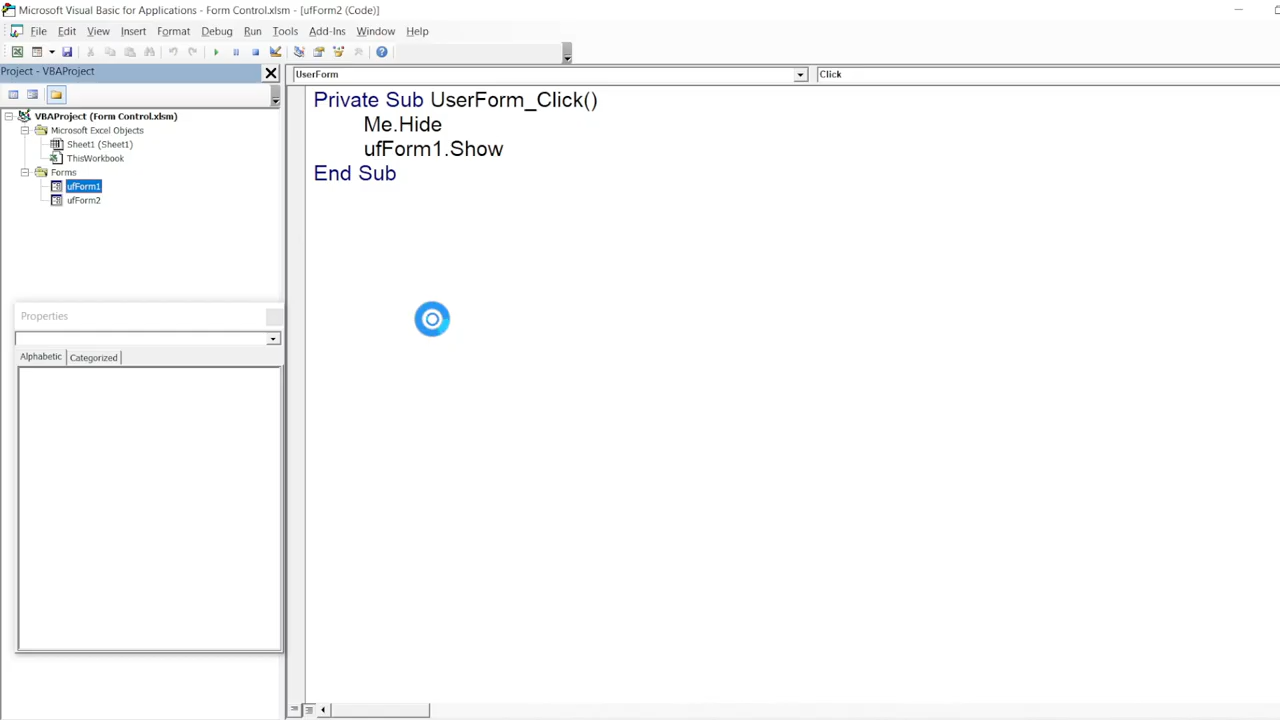 Microsoft Visual Basic for Applications - Form Control.xlsm - [ufForm2 (Code)]
File Edit View Insert Format Debug Run Tools Add-Ins Window Help
Project - VBAProject
UserForm
Click
VBAProject (Form Control.xlsm)
Microsoft Excel Objects
Sheet1 (Sheet1)
ThisWorkbook
Forms
ufForm1
ufForm2
Private Sub UserForm_Click()
Me.Hide
ufForm1.Show
End Sub
Properties
Alphabetic Categorized